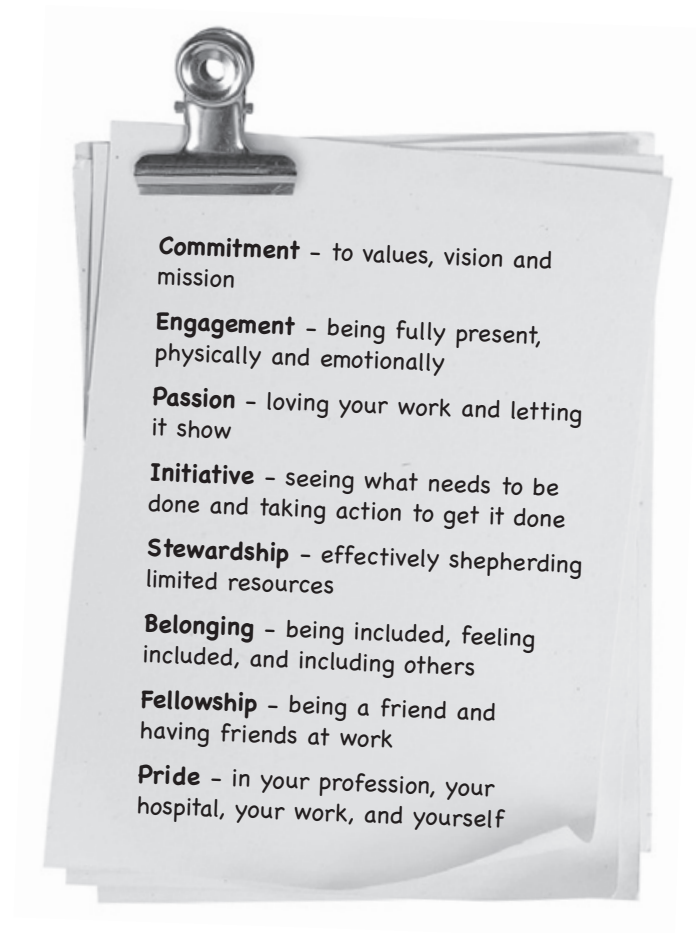 Commitment – to values, vision and
mission
Engagement – being fully present,
physically and emotionally
Passion – loving your work and letting
it show
Initiative – seeing what needs to be
done and taking action to get it done
Stewardship – effectively shepherding
limited resources
Belonging – being included, feeling
included, and including others
Fellowship – being a friend and
having friends at work
Pride – in your profession, your
hospital, your work, and yourself